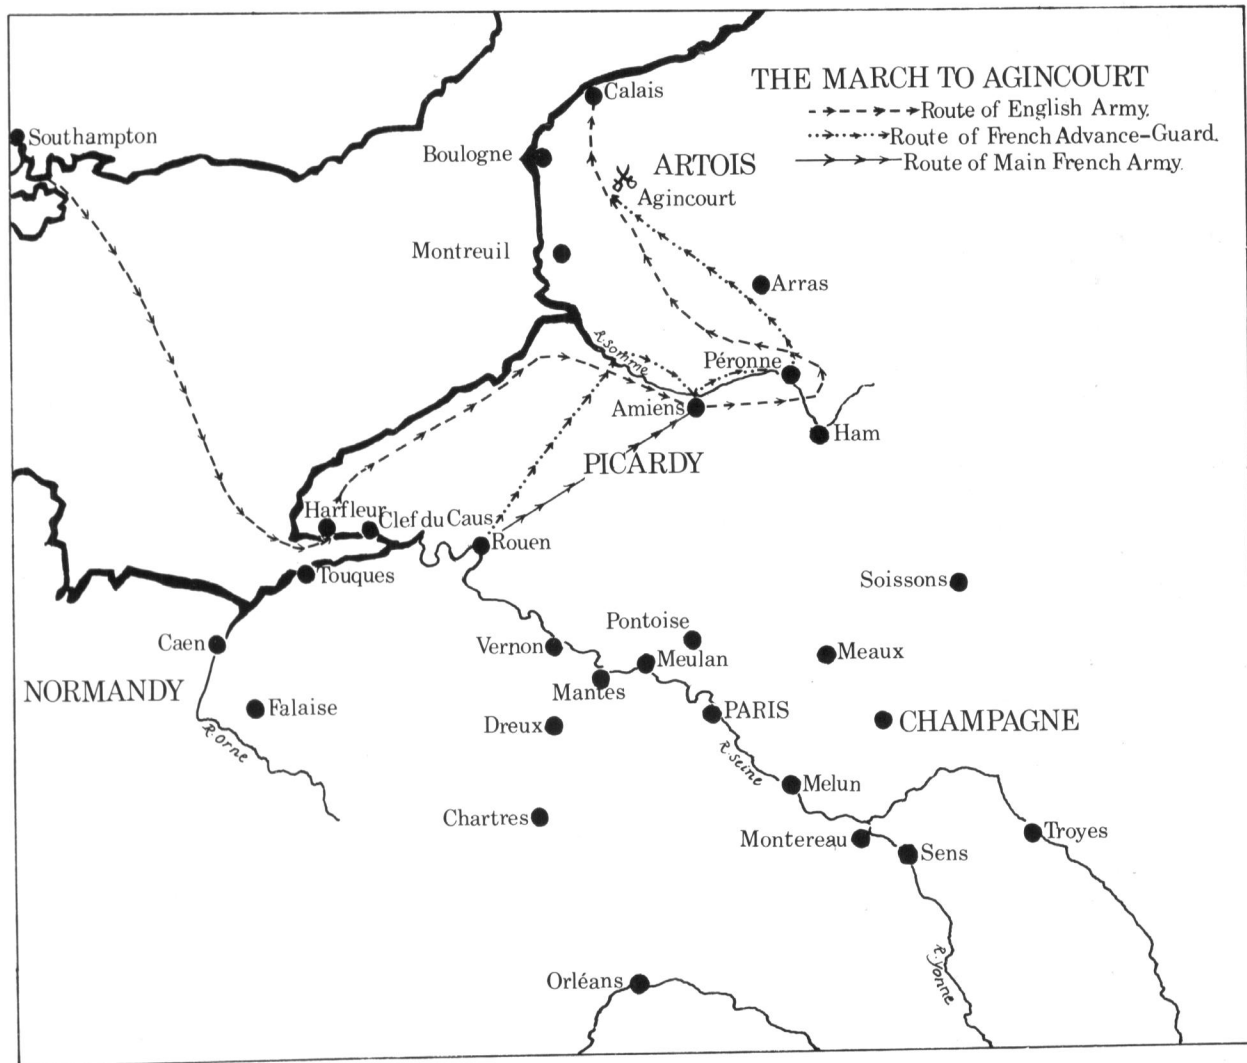 THE MARCH TO AGINCOURT
Route of English Army.
Route of French Advance-Guard.
Route of Main French Army.
Calais
Southampton
Boulogne
ARTOIS
Agincourt
Montreuil
Arras
R. Somme
Péronne
Amiens
Ham
PICARDY
Harfleur
Clef du Caus
Rouen
Touques
Soissons
Caen
Pontoise
Vernon
Meulan
Meaux
Mantes
NORMANDY
Falaise
PARIS
Dreux
CHAMPAGNE
R. Orne
R. Seine
Melun
Chartres
Montereau
Troyes
Sens
R. Yonne
Orléans